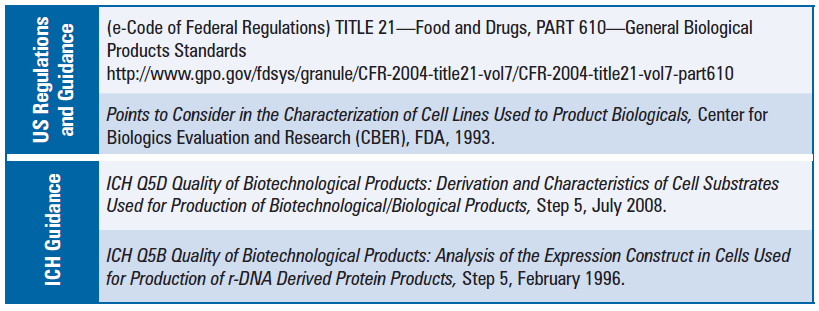 US Regulations
and Guidance
(e-Code of Federal Regulations) TITLE 21—Food and Drugs, PART 610—General Biological
Products Standards
http://www.gpo.gov/fdsys/granule/CFR-2004-title21-vol7/CFR-2004-title21-vol7-part610
Points to Consider in the Characterization of Cell Lines Used to Product Biologicals, Center for
Biologics Evaluation and Research (CBER), FDA, 1993.
ICH Guidance
ICH Q5D Quality of Biotechnological Products: Derivation and Characteristics of Cell Substrates
Used for Production of Biotechnological/Biological Products, Step 5, July 2008.
ICH Q5B Quality of Biotechnological Products: Analysis of the Expression Construct in Cells Used
for Production of r-DNA Derived Protein Products, Step 5, February 1996.